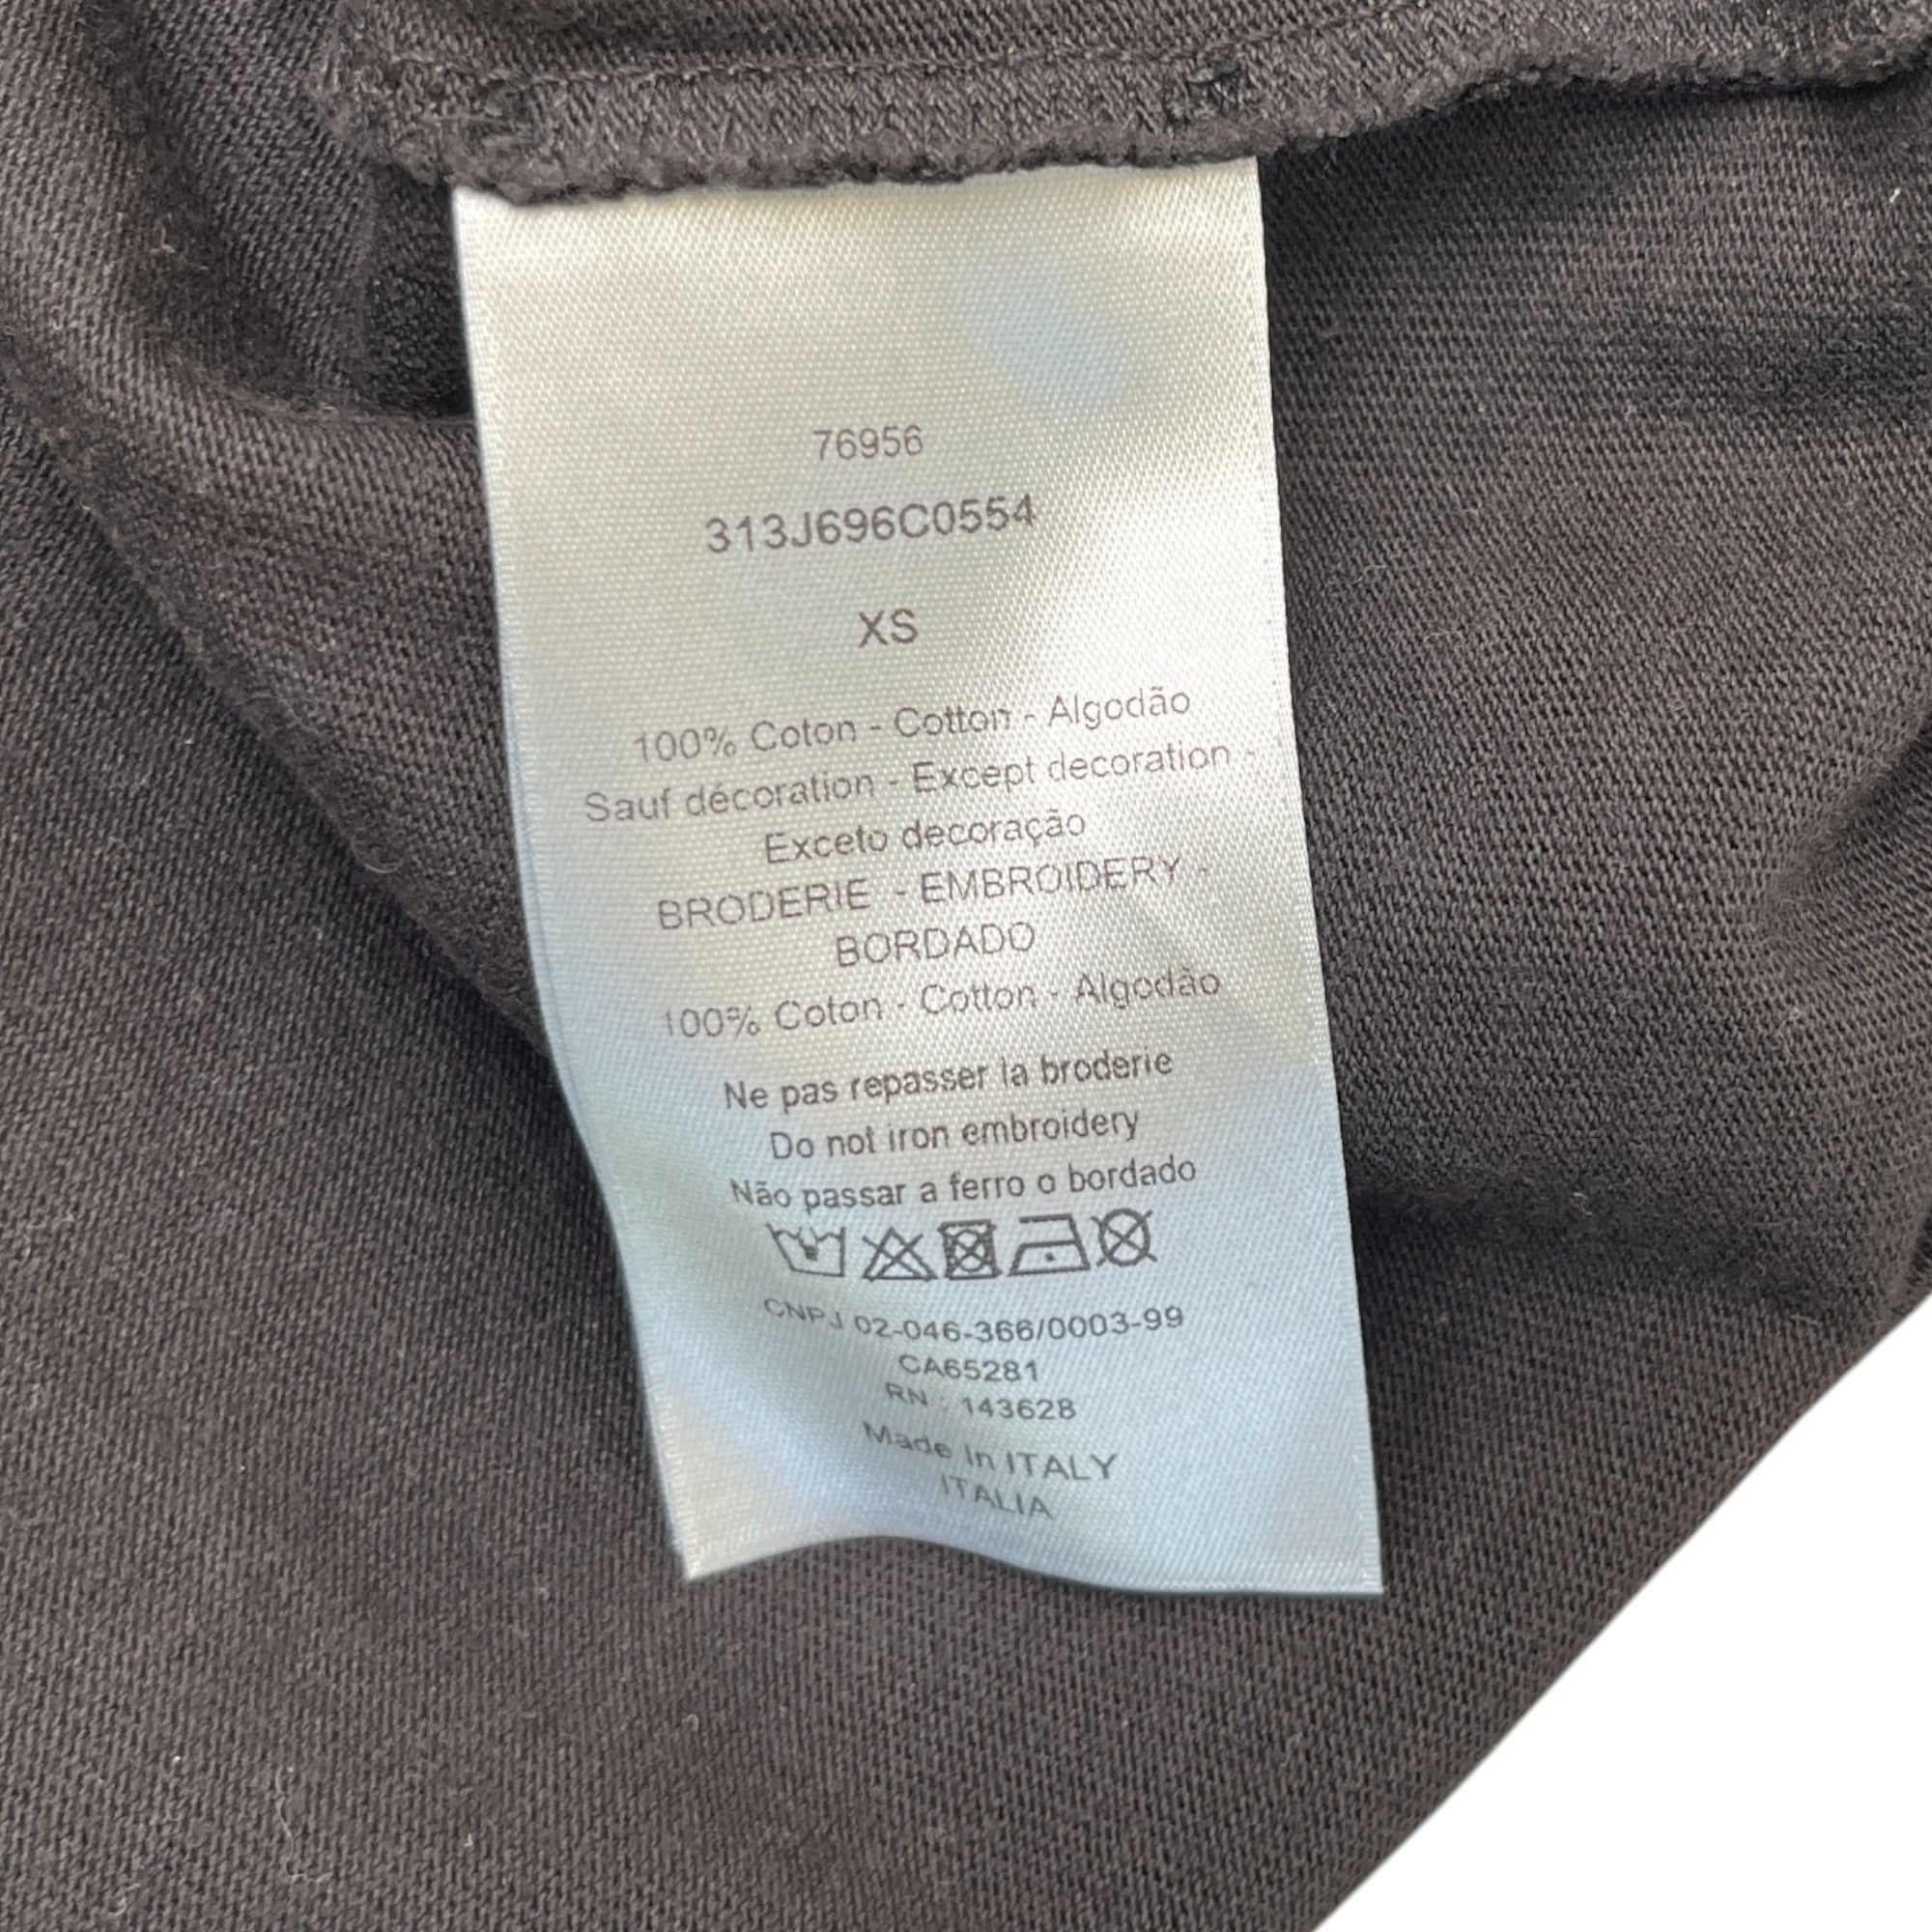 76956
313J696C0554
XS
100% Coton - Cotton - Algodão
Sauf décoration - Except decoration -
Exceto decoração
BRODERIE - EMBROIDERY -
BORDADO
100% Coton - Cotton - Algodão
Ne pas repasser la broderie
Do not iron embroidery
Não passar a ferro o bordado
CNPJ 02-046-366/0003-99
CA65281
RN - 143628
Made In ITALY
ITALIA